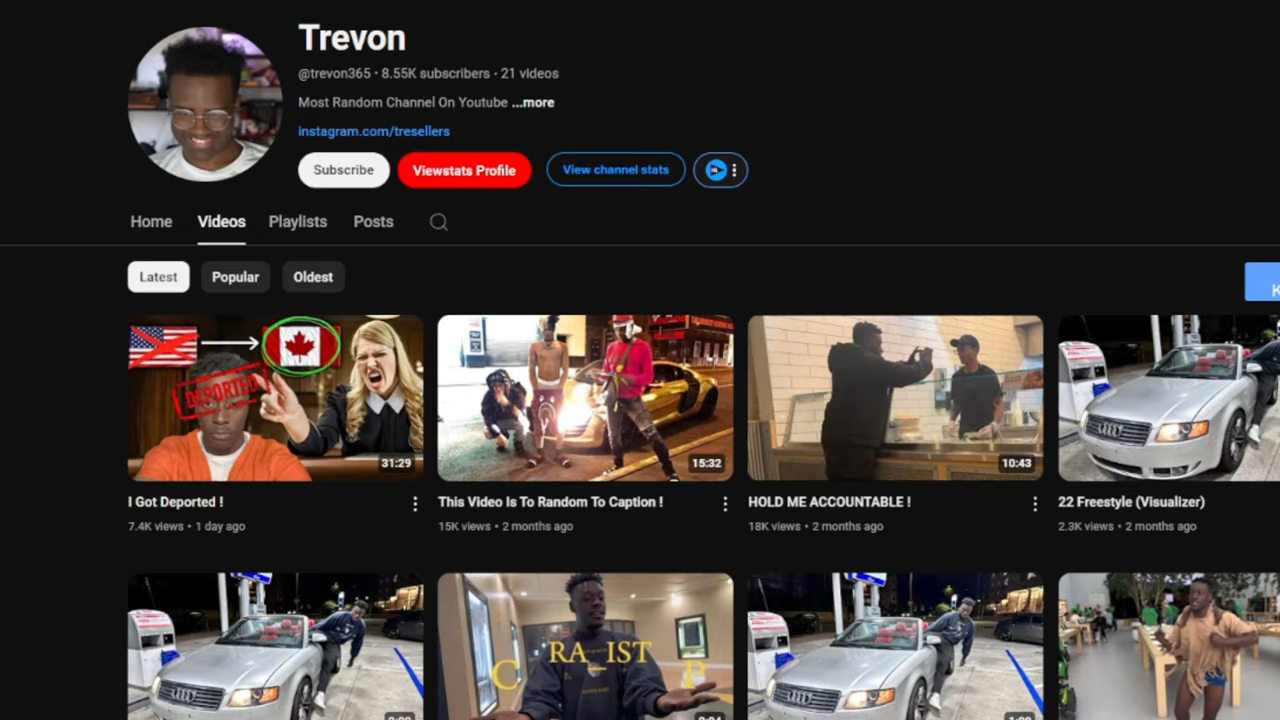 Trevon
@trevon365 • 8.55K subscribers • 21 videos
Most Random Channel On Youtube ...more
instagram.com/tresellers
Subscribe
Viewstats Profile
View channel stats
Home
Videos
Playlists
Posts
Latest
Popular
Oldest
K
DEPORTED
31:29
15:32
10:43
I Got Deported !
This Video Is To Random To Caption !
HOLD ME ACCOUNTABLE !
22 Freestyle (Visualizer)
7.4K views • 1 day ago
15K views • 2 months ago
18K views • 2 months ago
2.3K views • 2 months ago
RA_IST
C
P